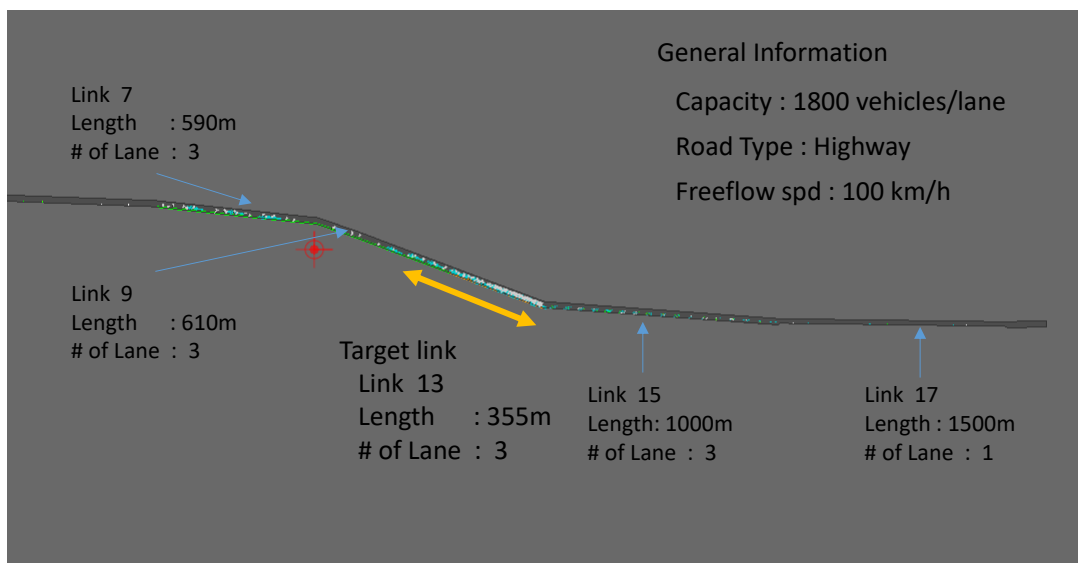 General Information
Capacity : 1800 vehicles/lane
Road Type : Highway
Freeflow spd : 100 km/h
Link 7
Length : 590m
# of Lane : 3
Link 9
Length : 610m
# of Lane : 3
Target link
Link 13
Length : 355m
# of Lane : 3
Link 15
Length: 1000m
# of Lane : 3
Link 17
Length : 1500m
# of Lane : 1